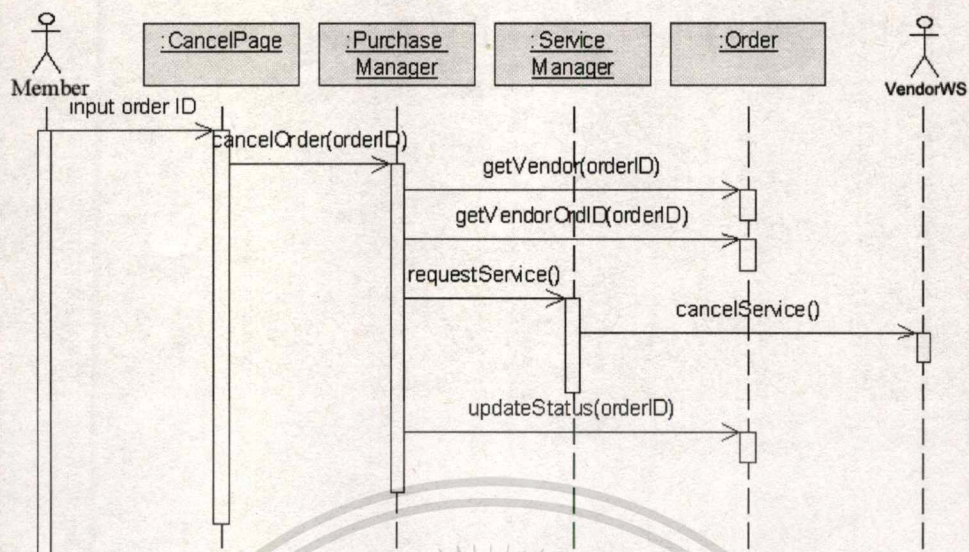 :CancelPage
:Purchase
Manager
:Service
Manager
:Order
Member
VendorWS
input order ID
cancelOrder(orderID)
getVendor(orderID)
getVendorOrdID(orderID)
requestService()
cancelService()
updateStatus(orderID)